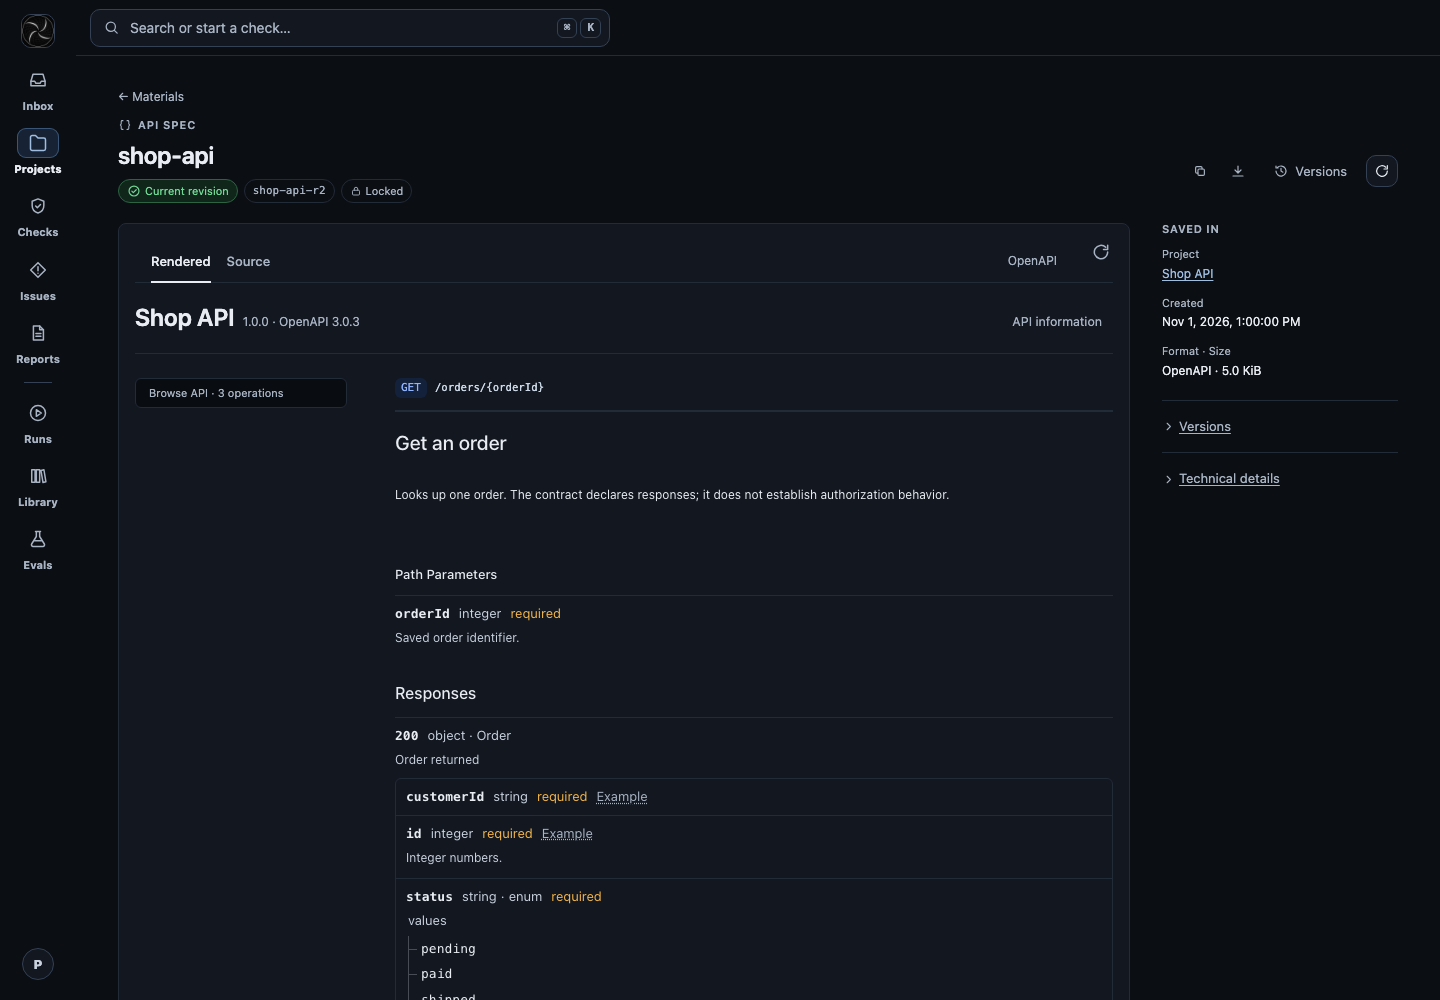 Search or start a check...
⌘ K
Inbox
Projects
Checks
Issues
Reports
Runs
Library
Evals
P
← Materials
{} API SPEC
shop-api
Current revision
shop-api-r2
Locked
Versions
Rendered
Source
OpenAPI
Shop API 1.0.0 · OpenAPI 3.0.3
API information
Browse API · 3 operations
GET /orders/{orderId}
Get an order
Looks up one order. The contract declares responses; it does not establish authorization behavior.
Path Parameters
orderId integer required
Saved order identifier.
Responses
200 object · Order
Order returned
customerId string required Example
id integer required Example
Integer numbers.
status string · enum required
values
pending
paid
shipped
SAVED IN
Project
Shop API
Created
Nov 1, 2026, 1:00:00 PM
Format · Size
OpenAPI · 5.0 KiB
Versions
Technical details